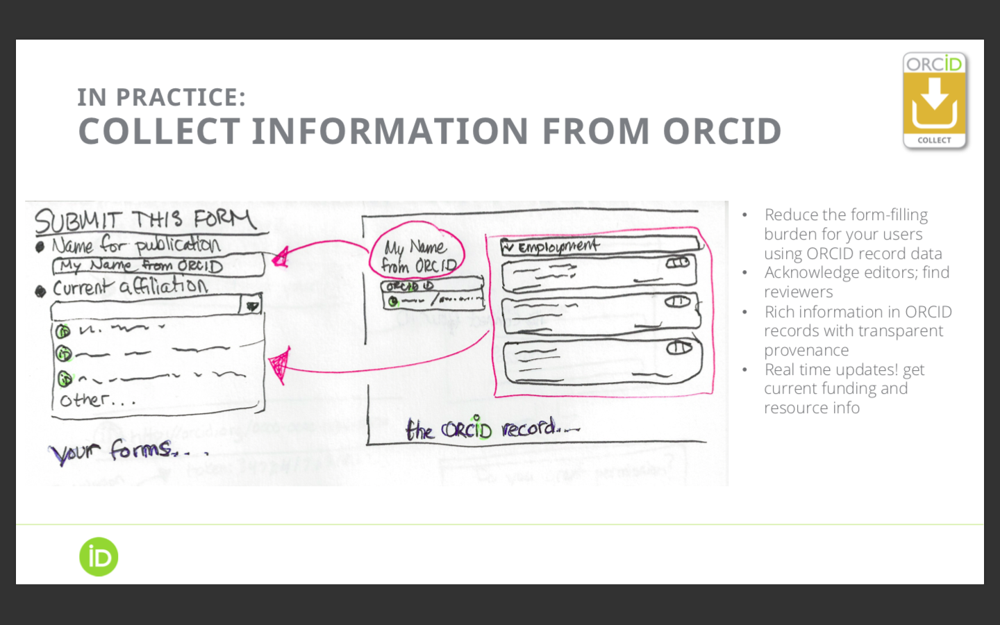 IN PRACTICE:
COLLECT INFORMATION FROM ORCID
ORCiD
COLLECT
SUBMIT THIS FORM
• Name for publication
My Name from ORCID
• Current affiliation
iD
iD
iD
Other...
your forms....
My Name
from ORCID
ORCID iD
Employment
the ORCiD record....
• Reduce the form-filling
burden for your users
using ORCID record data
• Acknowledge editors; find
reviewers
• Rich information in ORCID
records with transparent
provenance
• Real time updates! get
current funding and
resource info
iD